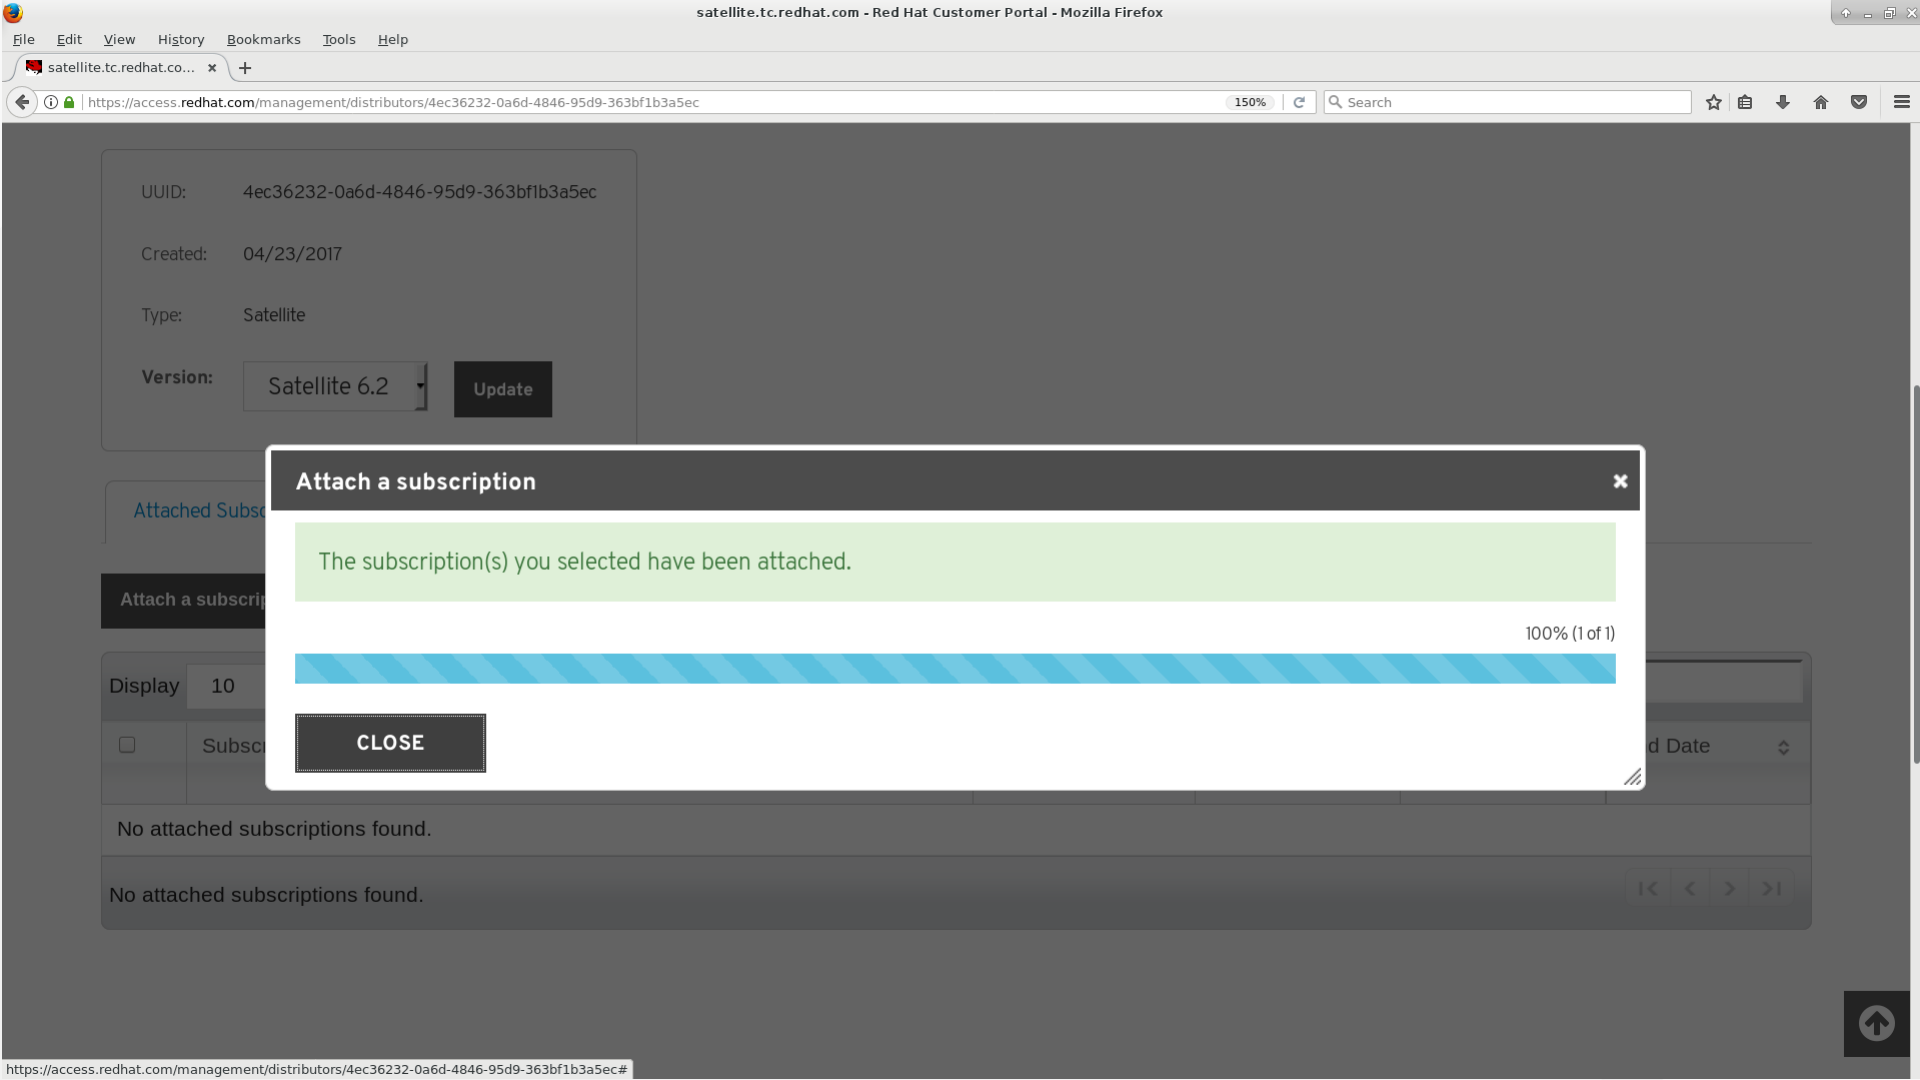 satellite.tc.redhat.com - Red Hat Customer Portal - Mozilla Firefox
File Edit View History Bookmarks Tools Help
satellite.tc.redhat.co...
https://access.redhat.com/management/distributors/4ec36232-0a6d-4846-95d9-363bf1b3a5ec 150% Search
UUID: 4ec36232-0a6d-4846-95d9-363bf1b3a5ec
Created: 04/23/2017
Type: Satellite
Version: Satellite 6.2 Update
Attach a subscription
Attached Subsc
The subscription(s) you selected have been attached.
Attach a subscrip
100% (1 of 1)
Display 10
CLOSE
Subscr d Date
No attached subscriptions found.
No attached subscriptions found.
https://access.redhat.com/management/distributors/4ec36232-0a6d-4846-95d9-363bf1b3a5ec#